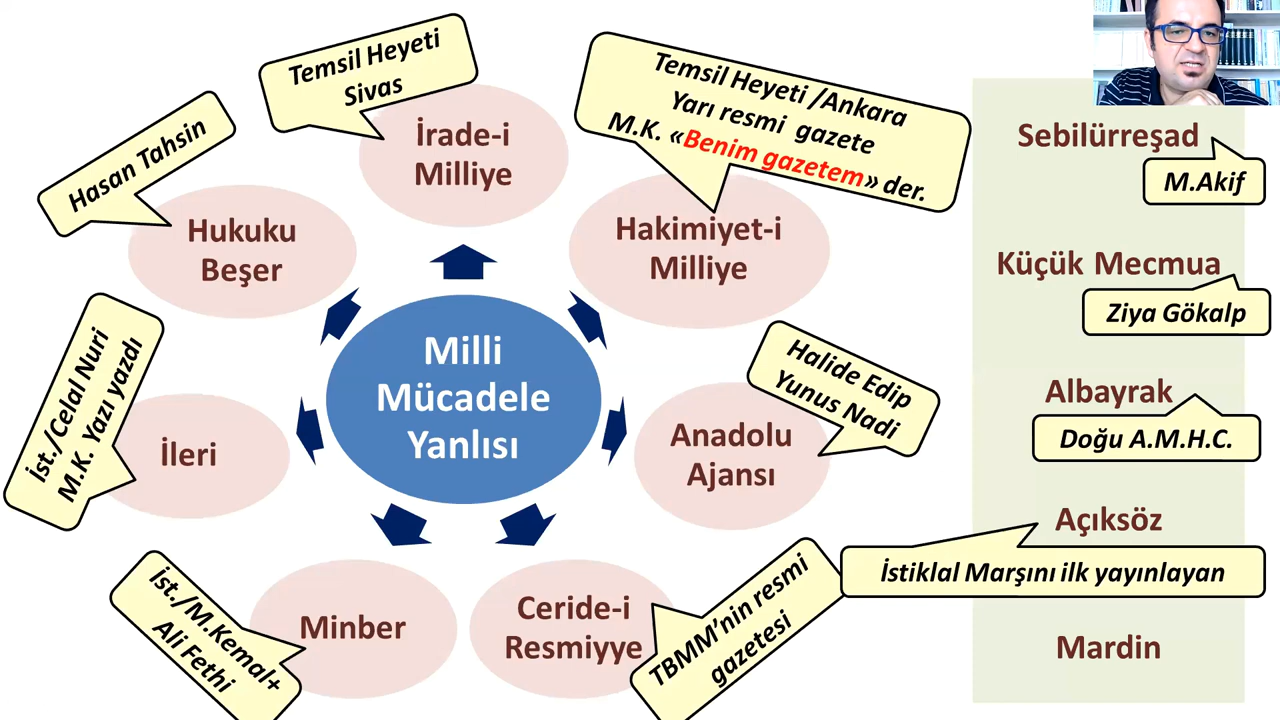 Temsil Heyeti
Sivas
İrade-i
Milliye
Temsil Heyeti /Ankara
Yarı resmi gazete
M.K. «Benim gazetem» der.
Hakimiyet-i
Milliye
Hasan Tahsin
Hukuku
Beşer
Milli
Mücadele
Yanlısı
Halide Edip
Yunus Nadi
Anadolu
Ajansı
İst./Celal Nuri
M.K. Yazı yazdı
İleri
İst./M.Kemal+
Ali Fethi
Minber
Ceride-i
Resmiyye
TBMM’nin resmi
gazetesi
Sebilürreşad
M.Akif
Küçük Mecmua
Ziya Gökalp
Albayrak
Doğu A.M.H.C.
Açıksöz
İstiklal Marşını ilk yayınlayan
Mardin